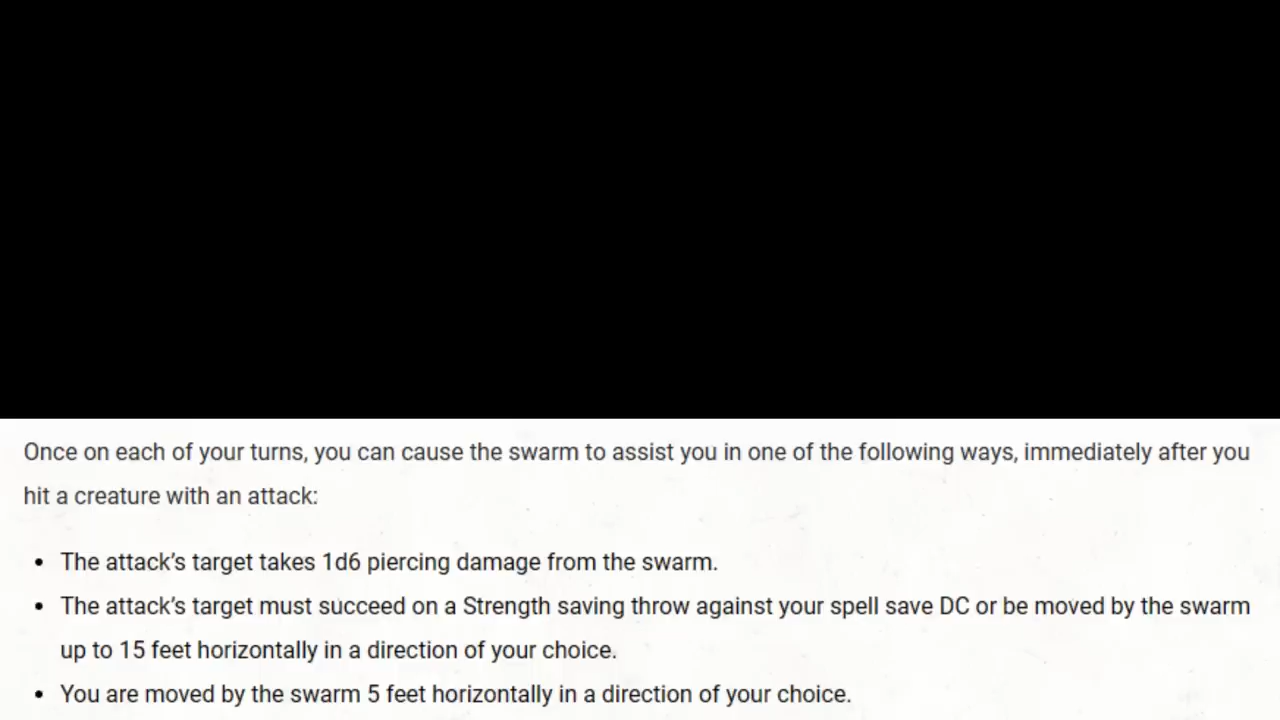 Once on each of your turns, you can cause the swarm to assist you in one of the following ways, immediately after you
hit a creature with an attack:
• The attack’s target takes 1d6 piercing damage from the swarm.
• The attack’s target must succeed on a Strength saving throw against your spell save DC or be moved by the swarm
up to 15 feet horizontally in a direction of your choice.
• You are moved by the swarm 5 feet horizontally in a direction of your choice.